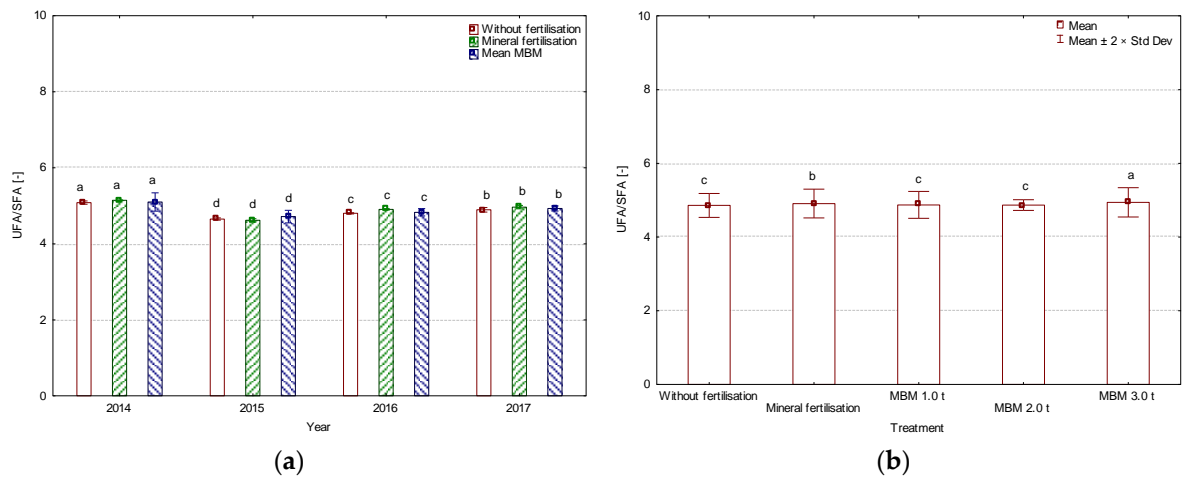 10
8
6
4
2
0
UFA/SFA [-]
Without fertilisation
Mineral fertilisation
Mean MBM
a a a
d d d
c c c
b b b
2014 2015 2016 2017
Year
(a)
10
8
6
4
2
0
UFA/SFA [-]
Mean
Mean ± 2 × Std Dev
c b c c a
Without fertilisation
Mineral fertilisation
MBM 1.0 t
MBM 2.0 t
MBM 3.0 t
Treatment
(b)